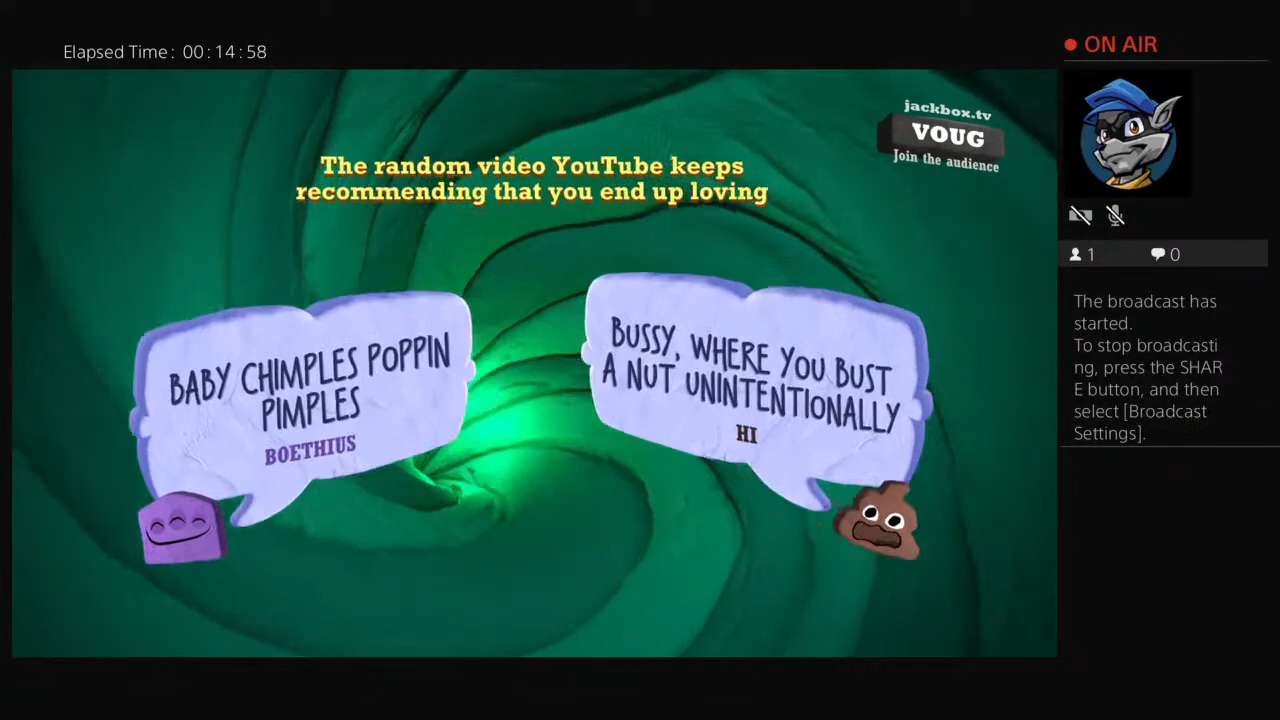 Elapsed Time: 00:14:58
ON AIR
jackbox.tv
VOUG
Join the audience
The random video YouTube keeps
recommending that you end up loving
BABY CHIMPLES POPPIN
PIMPLES
BOETHIUS
BUSSY, WHERE YOU BUST
A NUT UNINTENTIONALLY
HI
1
0
The broadcast has
started.
To stop broadcasti
ng, press the SHAR
E button, and then
select [Broadcast
Settings].